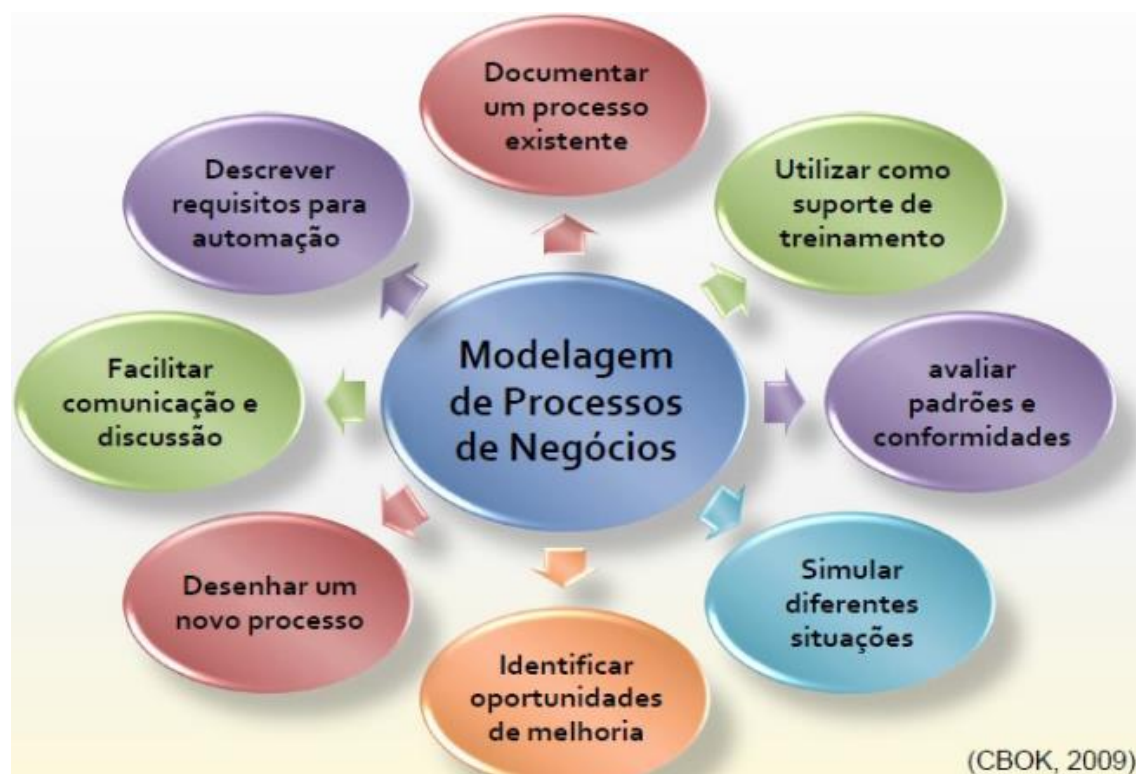 Documentar
um processo
existente
Descrever
requisitos para
automação
Utilizar como
suporte de
treinamento
Facilitar
comunicação e
discussão
Modelagem
de Processos
de Negócios
avaliar
padrões e
conformidades
Desenhar um
novo processo
Simular
diferentes
situações
Identificar
oportunidades
de melhoria
(CBOK, 2009)